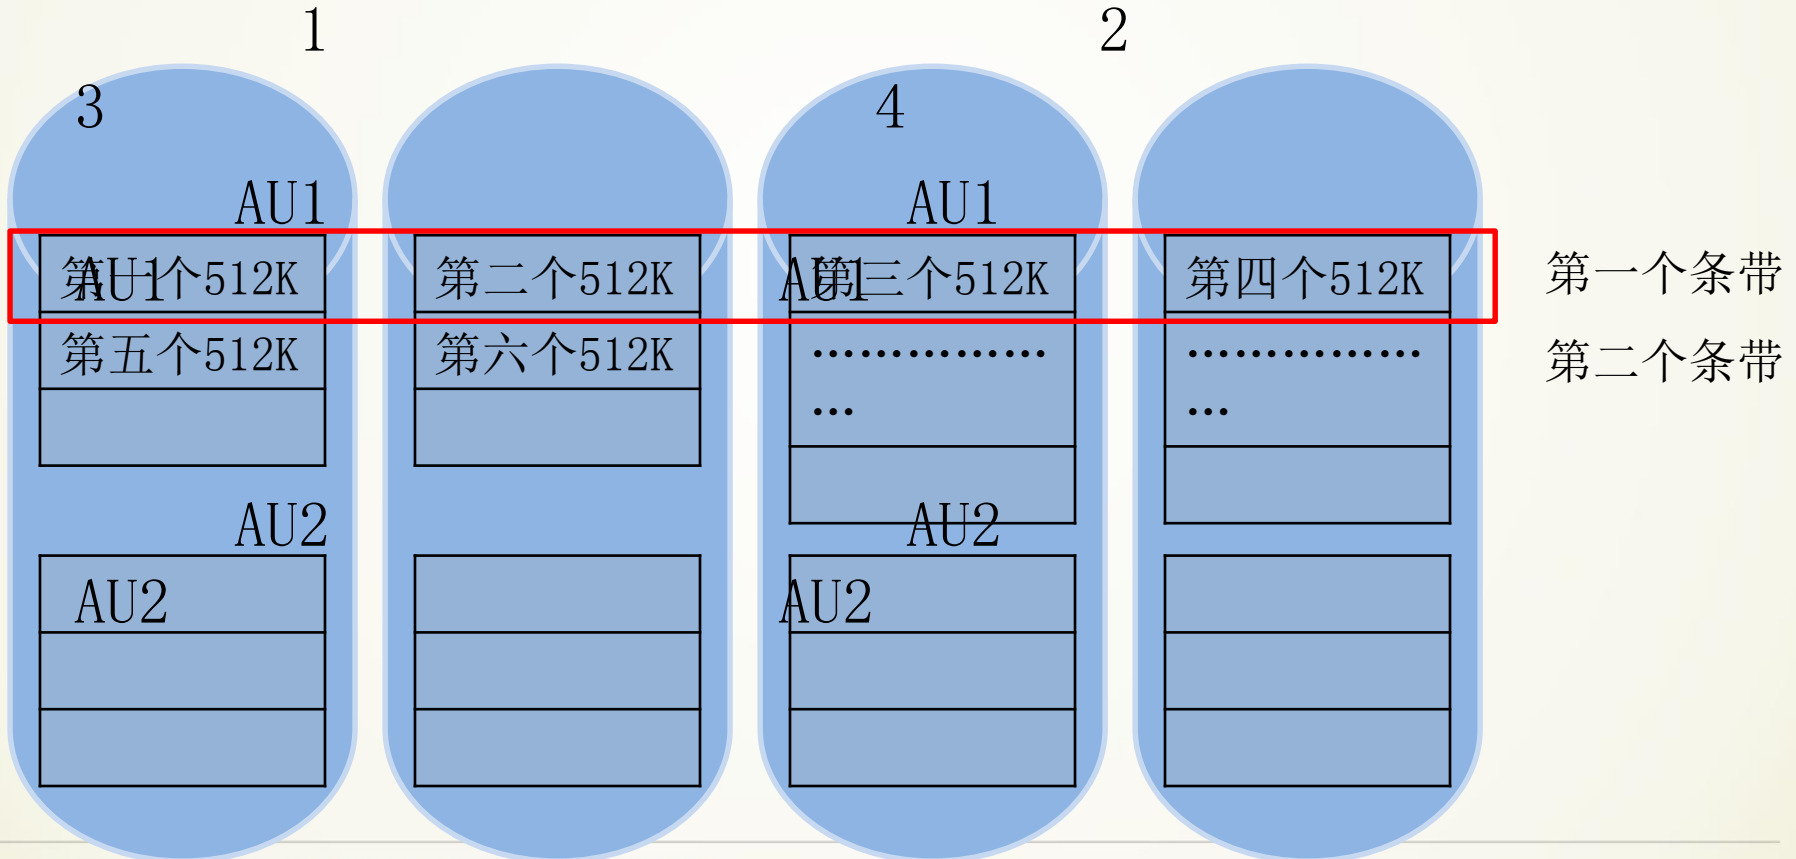 1 2
3 4
AU1 AU1
第一个512K 第二个512K 第三个512K 第四个512K 第一个条带
AU1 AU1
第五个512K 第六个512K …………… …………… 第二个条带
… …
AU2 AU2
AU2 AU2